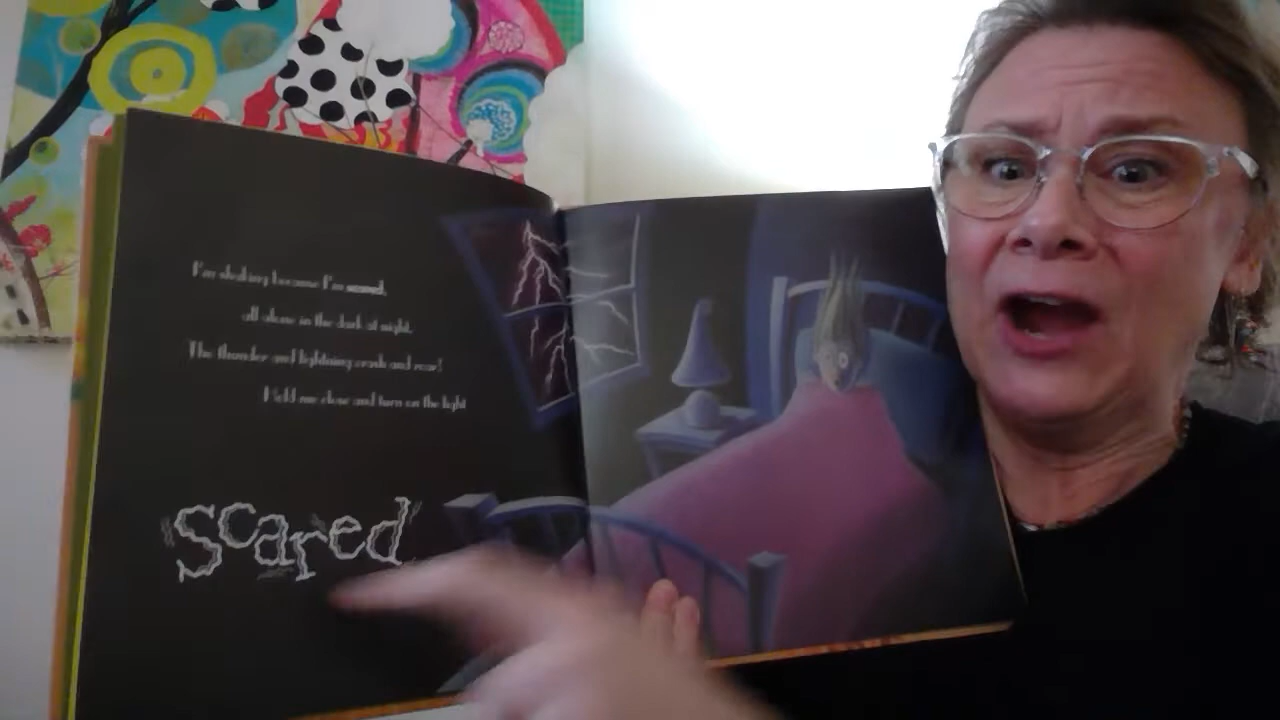 I'm shaking because I'm scared,
all alone in the dark at night.
The thunder and lightning crash and roar!
Hold me close and turn on the light
scared